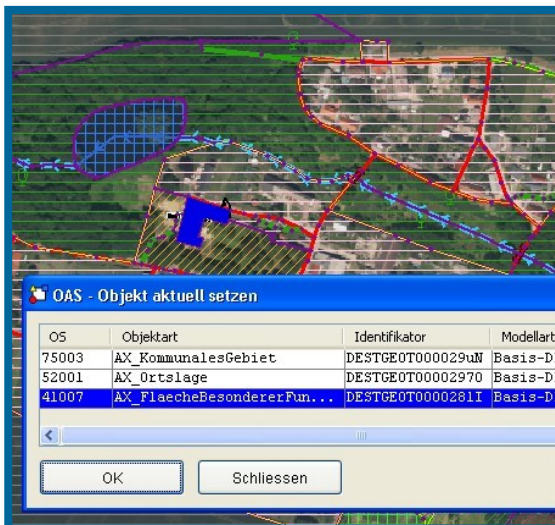 OAS - Objekt aktuell setzen
OS Objektart Identifikator Modellart
75003 AX_KommunalesGebiet DESTGE0T000029uN Basis-D
52001 AX_Ortslage DESTGE0T00002970 Basis-D
41007 AX_FlaecheBesondererFun... DESTGE0T0000281I Basis-D
OK Schliessen